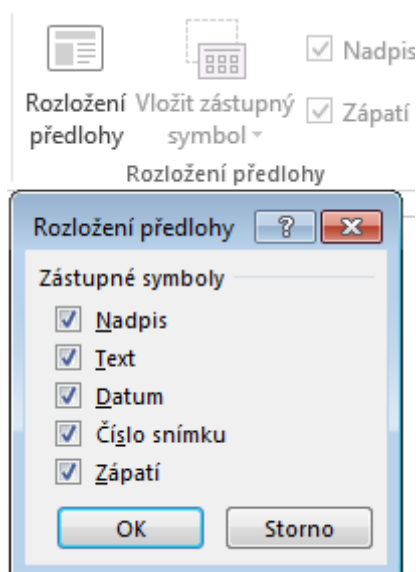 Rozložení předlohy
Vložit zástupný symbol
Nadpis
Zápatí
Rozložení předlohy
Rozložení předlohy
?
Zástupné symboly
Nadpis
Text
Datum
Číslo snímku
Zápatí
OK
Storno